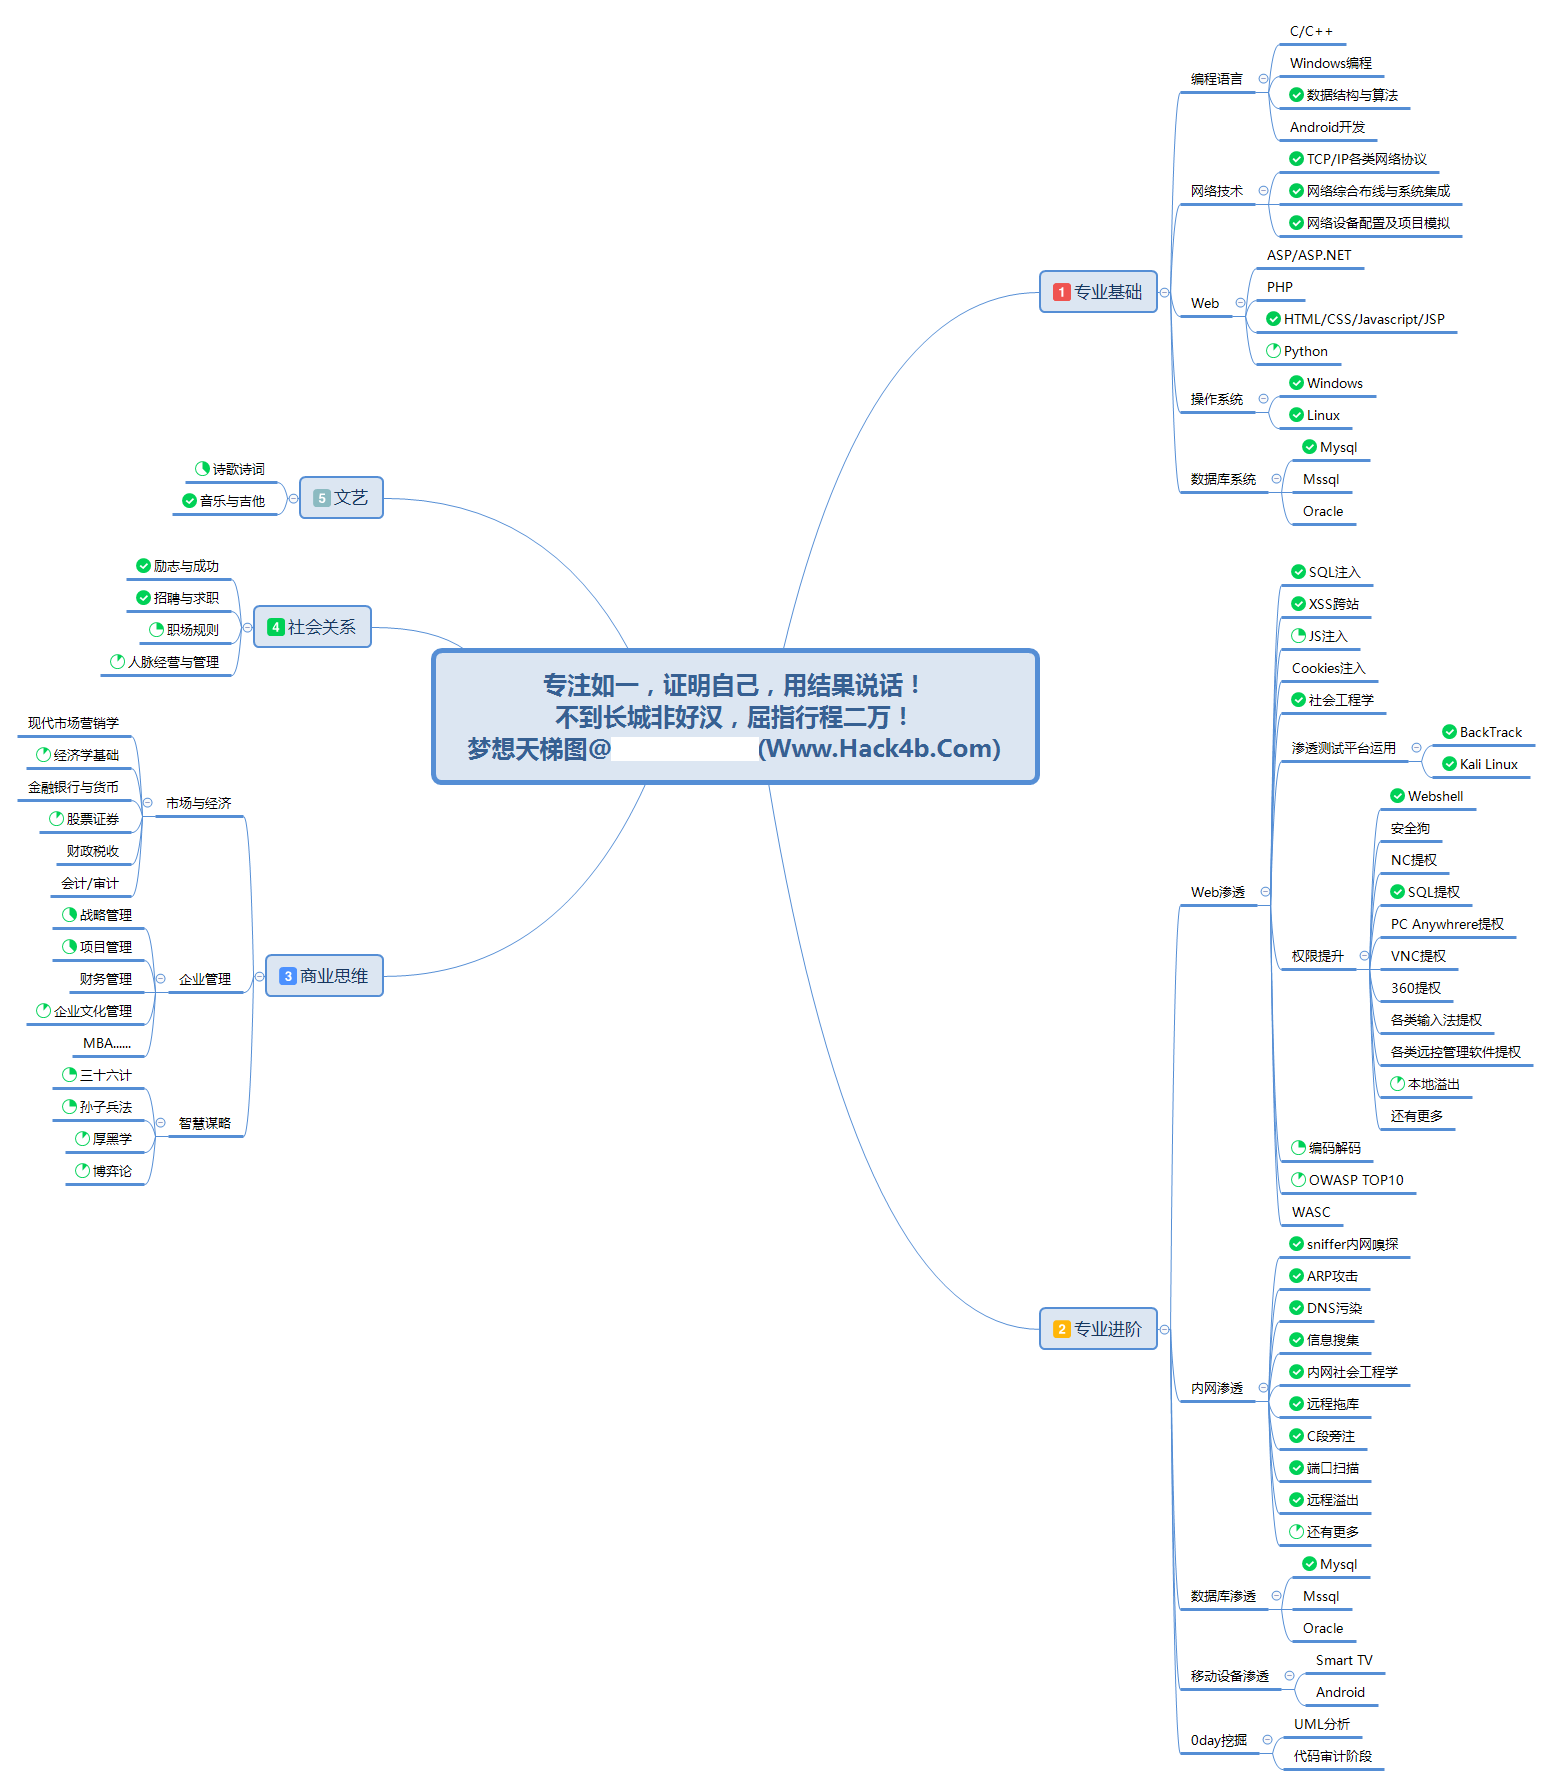 专注如一，证明自己，用结果说话！
不到长城非好汉，屈指行程二万！
梦想天梯图@ (Www.Hack4b.Com)
1 专业基础
编程语言
C/C++
Windows编程
数据结构与算法
Android开发
网络技术
TCP/IP各类网络协议
网络综合布线与系统集成
网络设备配置及项目模拟
Web
ASP/ASP.NET
PHP
HTML/CSS/Javascript/JSP
Python
操作系统
Windows
Linux
数据库系统
Mysql
Mssql
Oracle
2 专业进阶
Web渗透
SQL注入
XSS跨站
JS注入
Cookies注入
社会工程学
渗透测试平台运用
BackTrack
Kali Linux
权限提升
Webshell
安全狗
NC提权
SQL提权
PC Anywhrere提权
VNC提权
360提权
各类输入法提权
各类远控管理软件提权
本地溢出
还有更多
编码解码
OWASP TOP10
WASC
内网渗透
sniffer内网嗅探
ARP攻击
DNS污染
信息搜集
内网社会工程学
远程拖库
C段旁注
端口扫描
远程溢出
还有更多
数据库渗透
Mysql
Mssql
Oracle
移动设备渗透
Smart TV
Android
0day挖掘
UML分析
代码审计阶段
3 商业思维
市场与经济
现代市场营销学
经济学基础
金融银行与货币
股票证券
财政税收
会计/审计
企业管理
战略管理
项目管理
财务管理
企业文化管理
MBA......
智慧谋略
三十六计
孙子兵法
厚黑学
博弈论
4 社会关系
励志与成功
招聘与求职
职场规则
人脉经营与管理
5 文艺
诗歌诗词
音乐与吉他